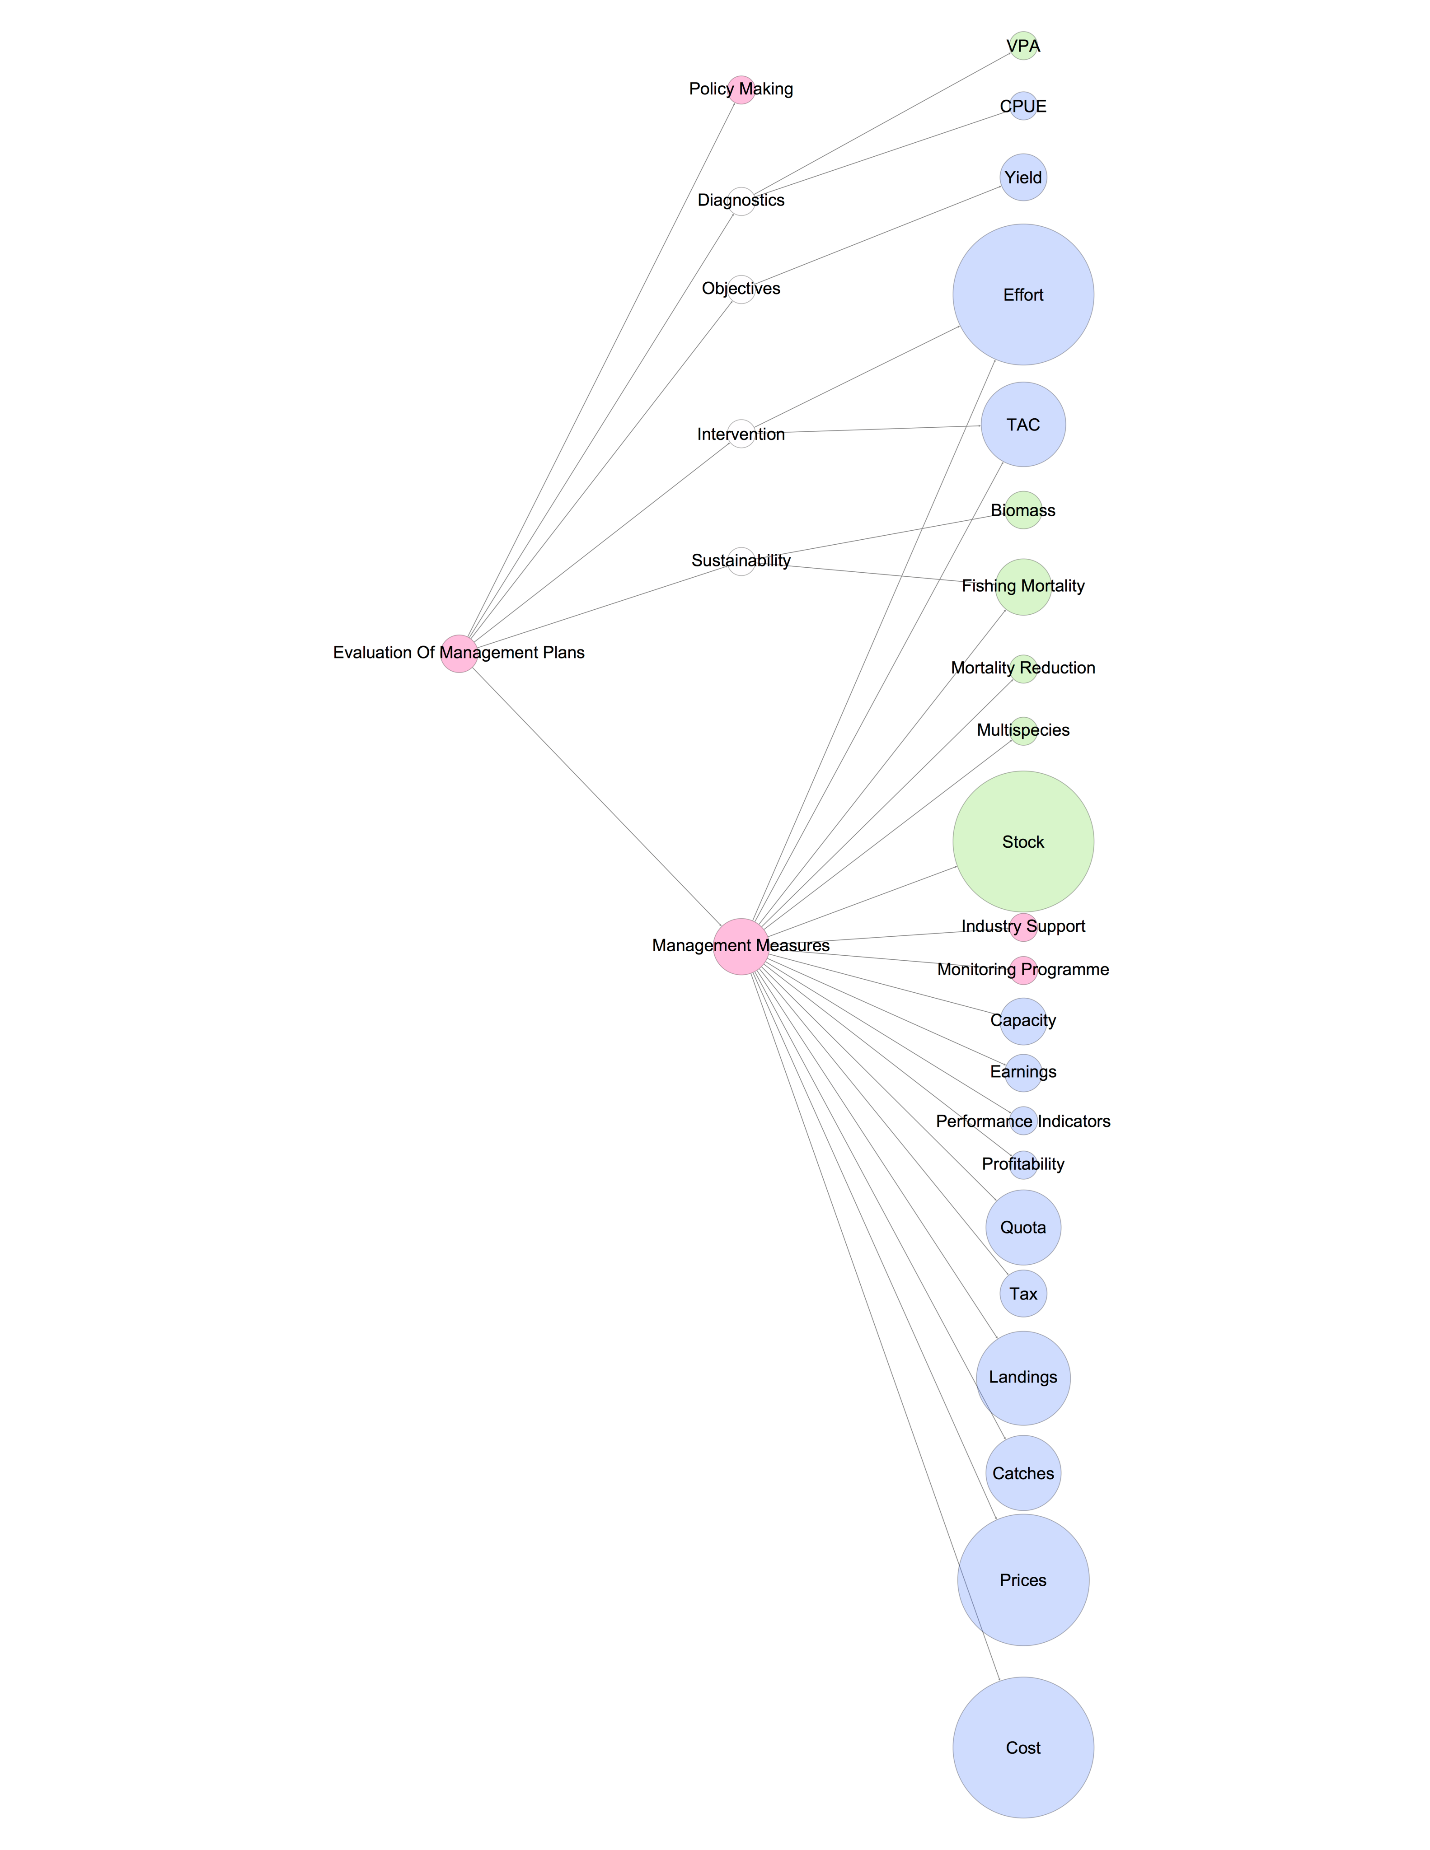 VPA
Policy Making
CPUE
Yield
Diagnostics
Objectives
Effort
TAC
Intervention
Biomass
Sustainability
Fishing Mortality
Evaluation Of Management Plans
Mortality Reduction
Multispecies
Stock
Industry Support
Management Measures
Monitoring Programme
Capacity
Earnings
Performance Indicators
Profitability
Quota
Tax
Landings
Catches
Prices
Cost